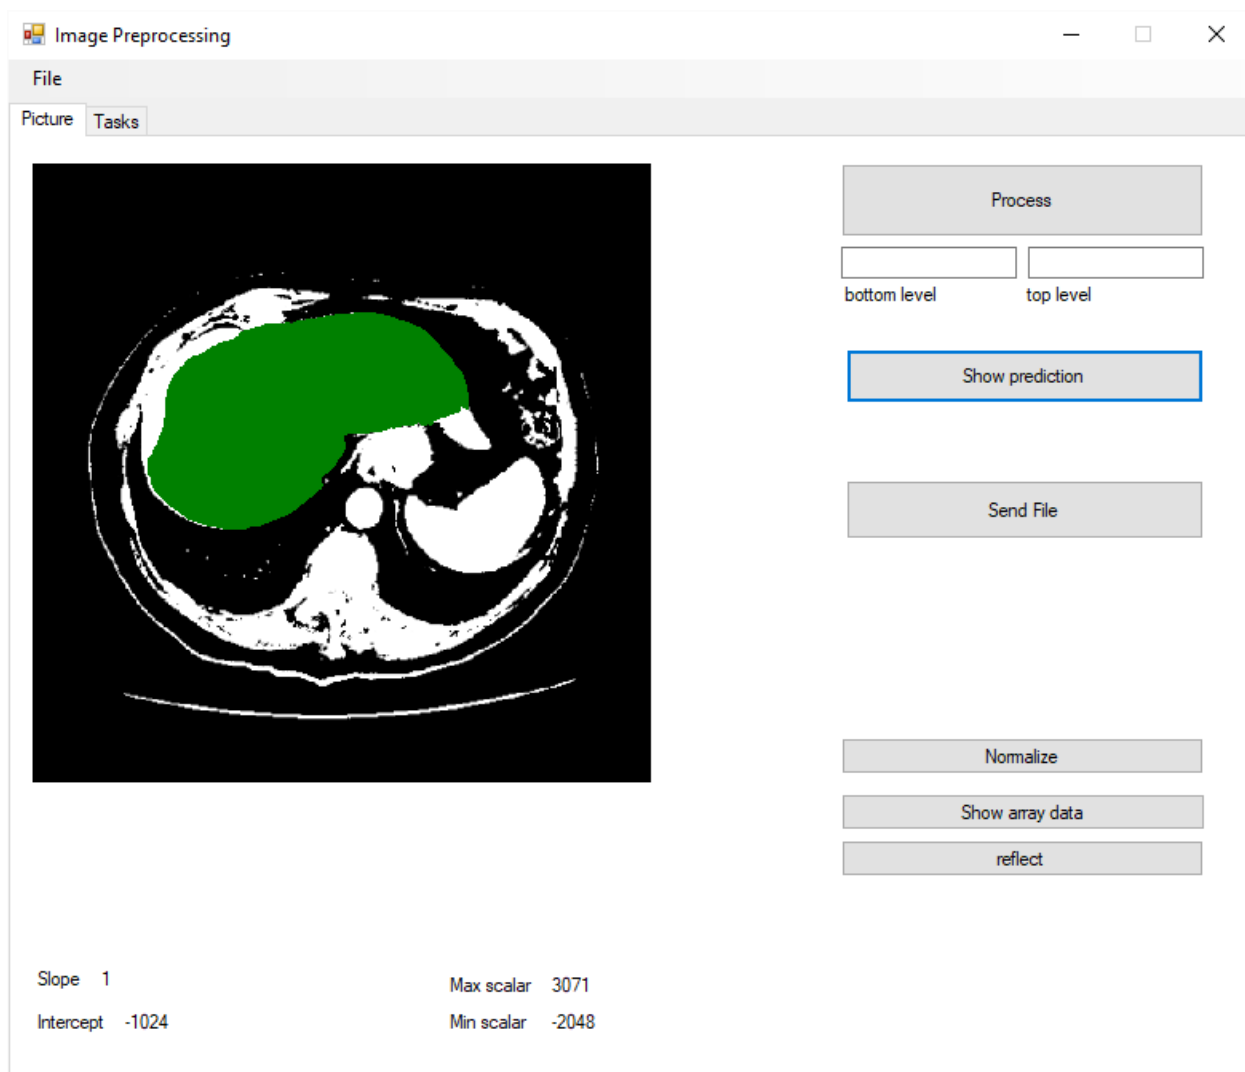 Image Preprocessing
File
Picture Tasks
Process
bottom level top level
Show prediction
Send File
Normalize
Show array data
reflect
Slope 1
Max scalar 3071
Intercept -1024
Min scalar -2048